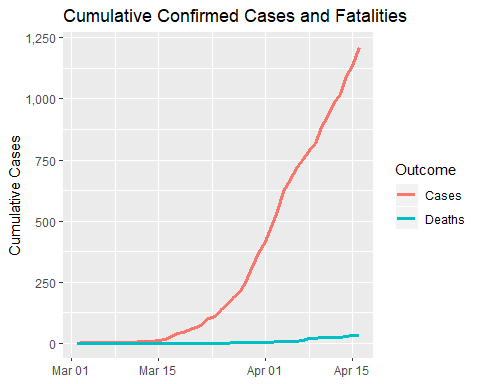 Cumulative Confirmed Cases and Fatalities
1,250
1,000
750
500
250
0
Cumulative Cases
Mar 01
Mar 15
Apr 01
Apr 15
Outcome
Cases
Deaths